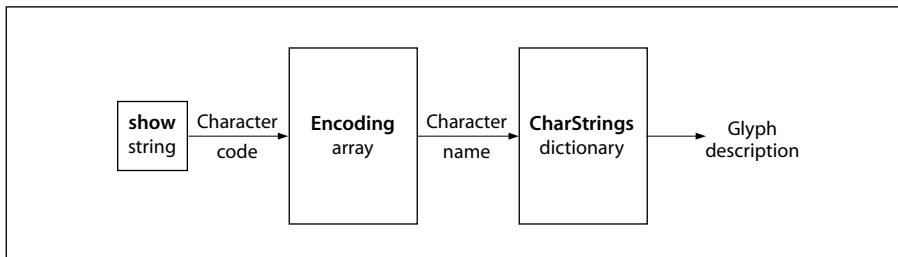 show
string
Character
code
Encoding
array
Character
name
CharStrings
dictionary
Glyph
description